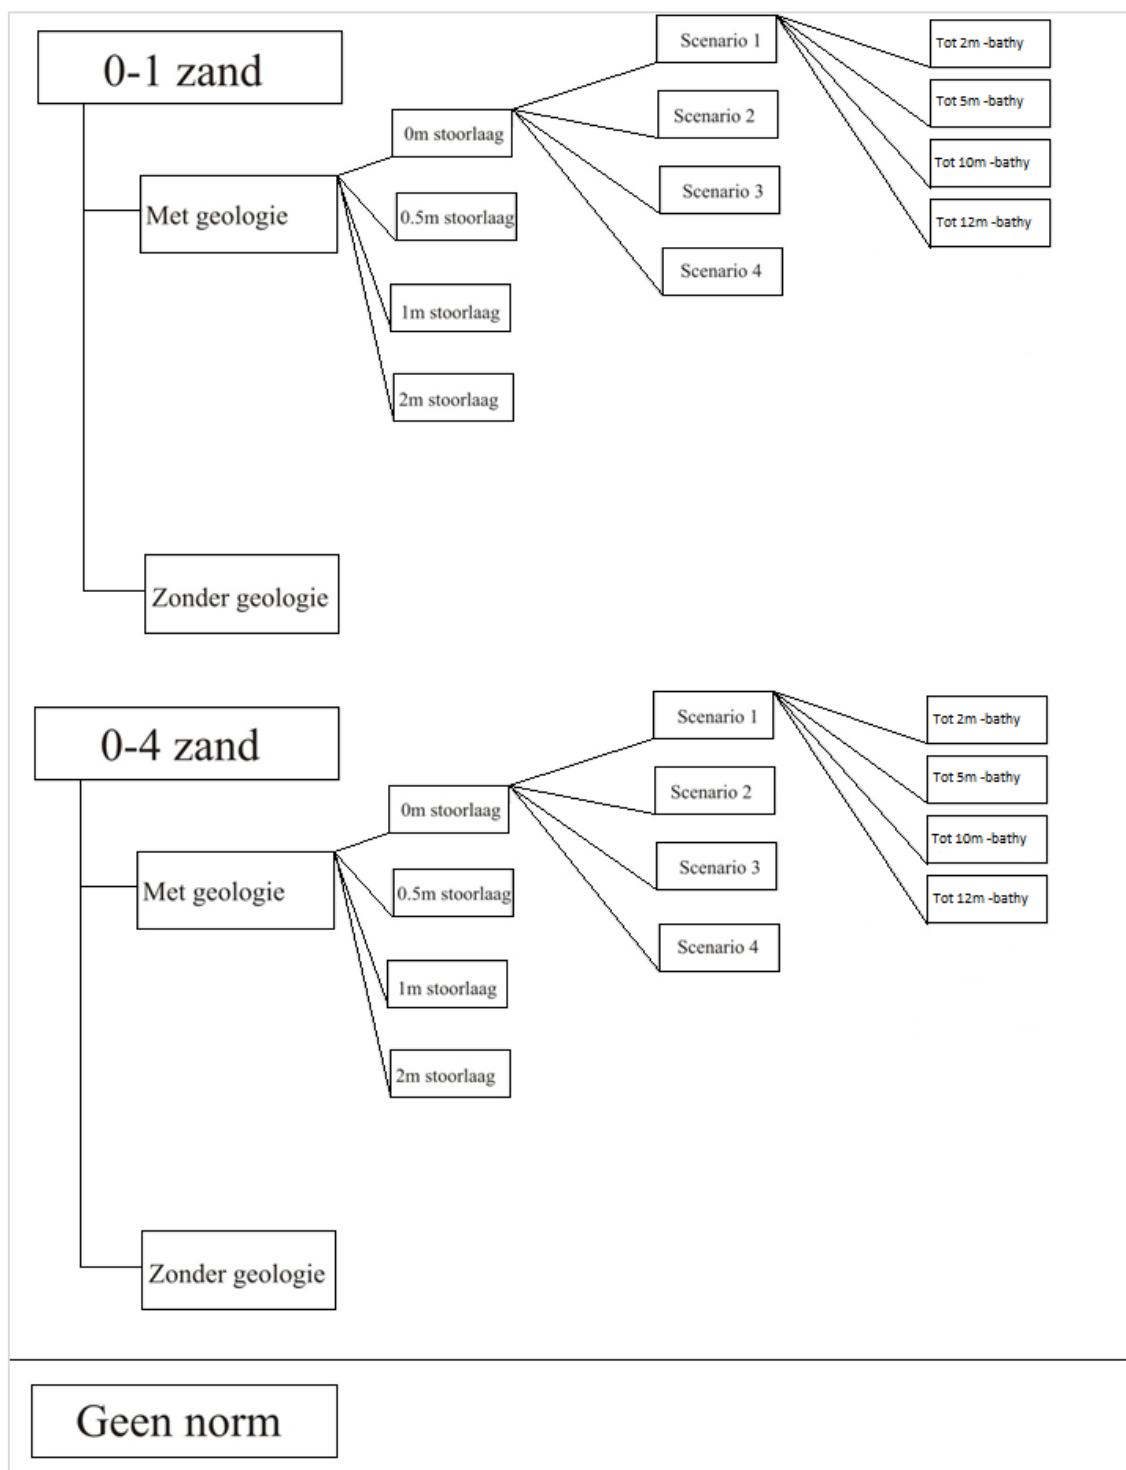 0-1 zand
Met geologie
0m stoorlaag
0.5m stoorlaag
1m stoorlaag
2m stoorlaag
Scenario 1
Scenario 2
Scenario 3
Scenario 4
Tot 2m -bathy
Tot 5m -bathy
Tot 10m -bathy
Tot 12m -bathy
Zonder geologie
0-4 zand
Met geologie
0m stoorlaag
0.5m stoorlaag
1m stoorlaag
2m stoorlaag
Scenario 1
Scenario 2
Scenario 3
Scenario 4
Tot 2m -bathy
Tot 5m -bathy
Tot 10m -bathy
Tot 12m -bathy
Zonder geologie
Geen norm